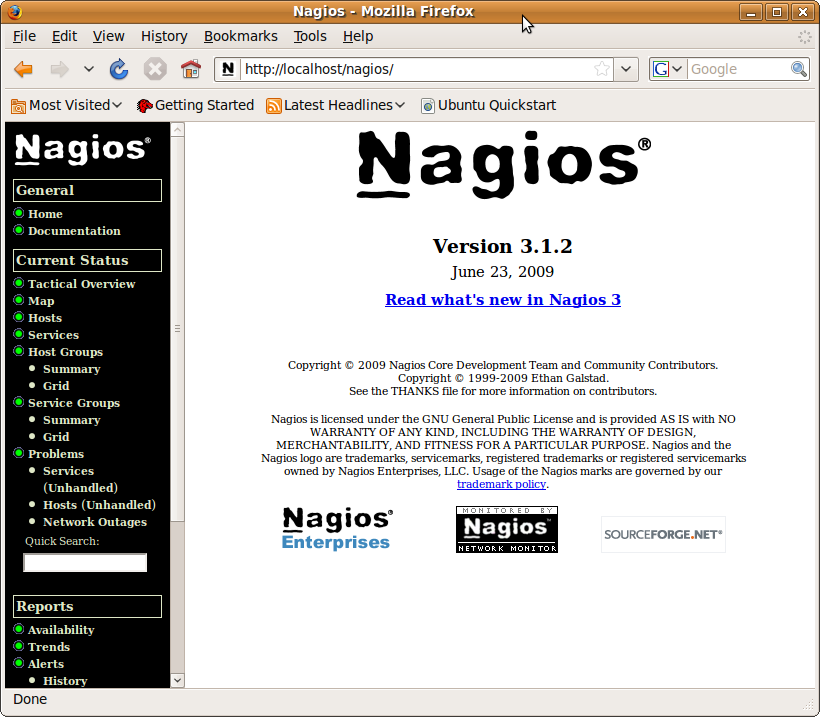 Nagios - Mozilla Firefox
File Edit View History Bookmarks Tools Help
N http://localhost/nagios/ G Google
Most Visited Getting Started Latest Headlines Ubuntu Quickstart
Nagios®
General
Home
Documentation
Current Status
Tactical Overview
Map
Hosts
Services
Host Groups
Summary
Grid
Service Groups
Summary
Grid
Problems
Services
(Unhandled)
Hosts (Unhandled)
Network Outages
Quick Search:
Reports
Availability
Trends
Alerts
History
Nagios®
Version 3.1.2
June 23, 2009
Read what's new in Nagios 3
Copyright © 2009 Nagios Core Development Team and Community Contributors.
Copyright © 1999-2009 Ethan Galstad.
See the THANKS file for more information on contributors.
Nagios is licensed under the GNU General Public License and is provided AS IS with NO
WARRANTY OF ANY KIND, INCLUDING THE WARRANTY OF DESIGN,
MERCHANTABILITY, AND FITNESS FOR A PARTICULAR PURPOSE. Nagios and the
Nagios logo are trademarks, servicemarks, registered trademarks or registered servicemarks
owned by Nagios Enterprises, LLC. Usage of the Nagios marks are governed by our
trademark policy.
Nagios®
Enterprises
MONITORED BY
Nagios™
NETWORK MONITOR
SOURCEFORGE.NET®
Done